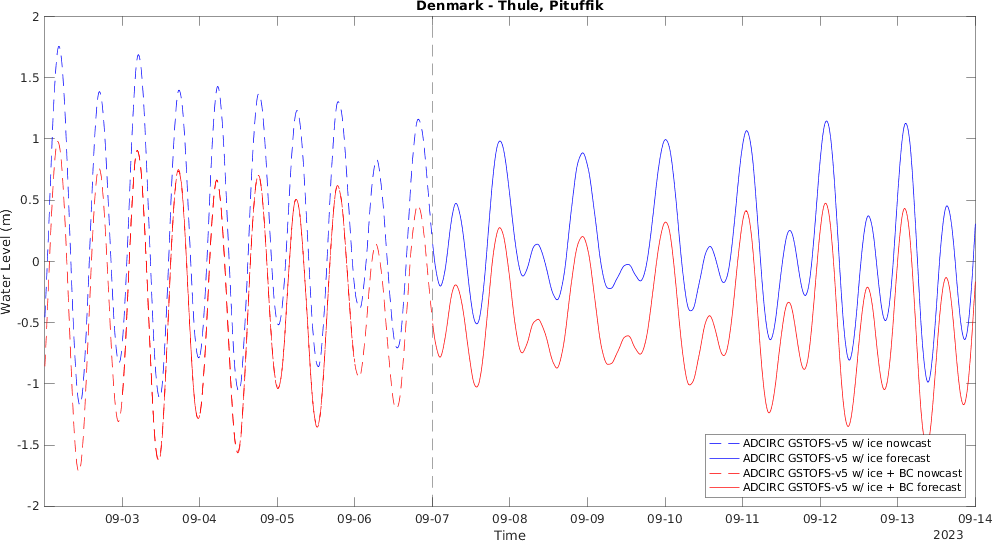 Denmark - Thule, Pituffik
2
1.5
1
0.5
0
-0.5
-1
-1.5
-2
Water Level (m)
ADCIRC GSTOFS-v5 w/ ice nowcast
ADCIRC GSTOFS-v5 w/ ice forecast
ADCIRC GSTOFS-v5 w/ ice + BC nowcast
ADCIRC GSTOFS-v5 w/ ice + BC forecast
09-03 09-04 09-05 09-06 09-07 09-08 09-09 09-10 09-11 09-12 09-13 09-14
Time
2023